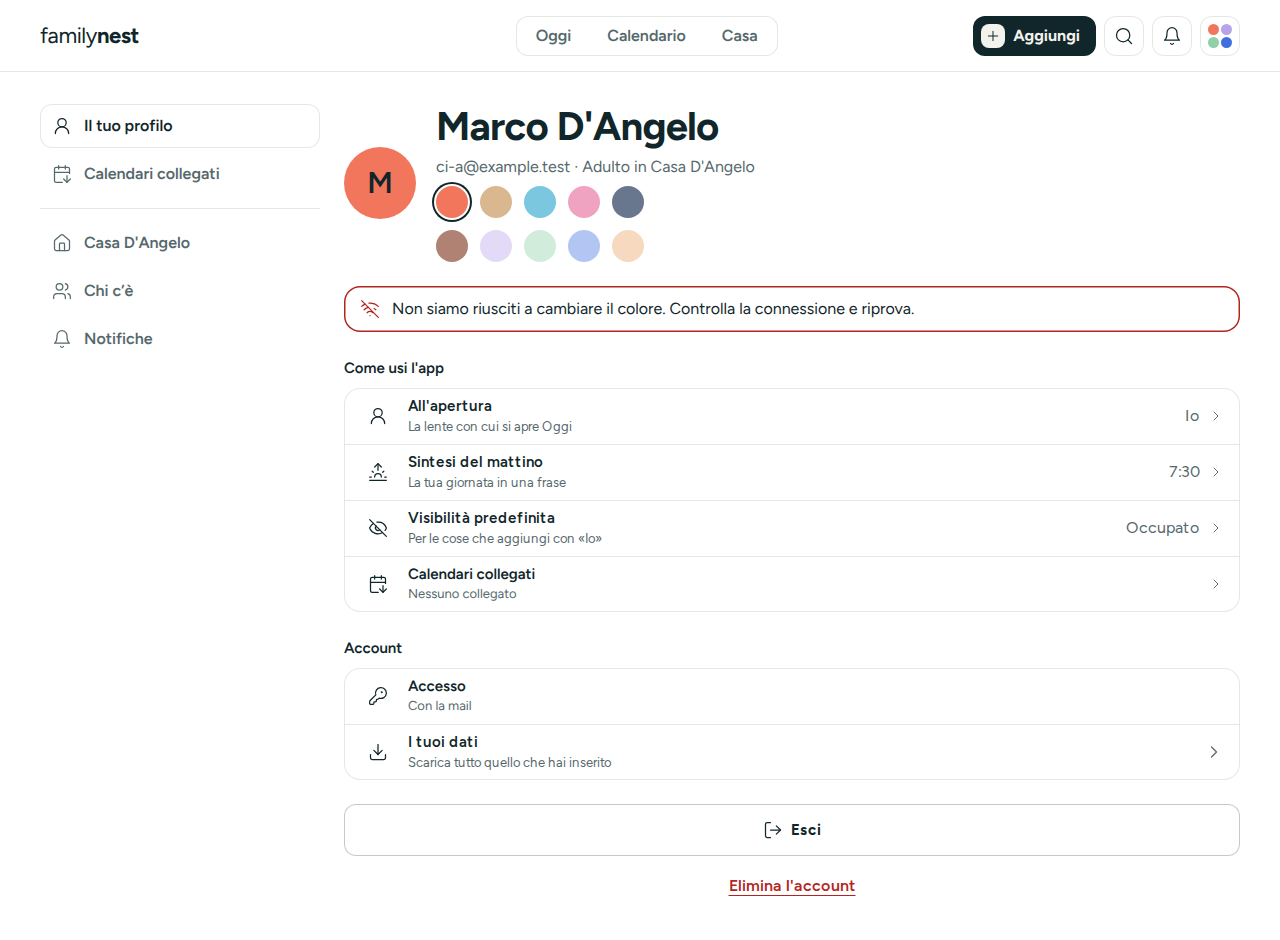 familynest
Oggi
Calendario
Casa
Aggiungi
Il tuo profilo
Calendari collegati
Casa D'Angelo
Chi c’è
Notifiche
Marco D'Angelo
M
ci-a@example.test · Adulto in Casa D'Angelo
Non siamo riusciti a cambiare il colore. Controlla la connessione e riprova.
Come usi l'app
All'apertura
La lente con cui si apre Oggi
Io
Sintesi del mattino
La tua giornata in una frase
7:30
Visibilità predefinita
Per le cose che aggiungi con «Io»
Occupato
Calendari collegati
Nessuno collegato
Account
Accesso
Con la mail
I tuoi dati
Scarica tutto quello che hai inserito
Esci
Elimina l'account